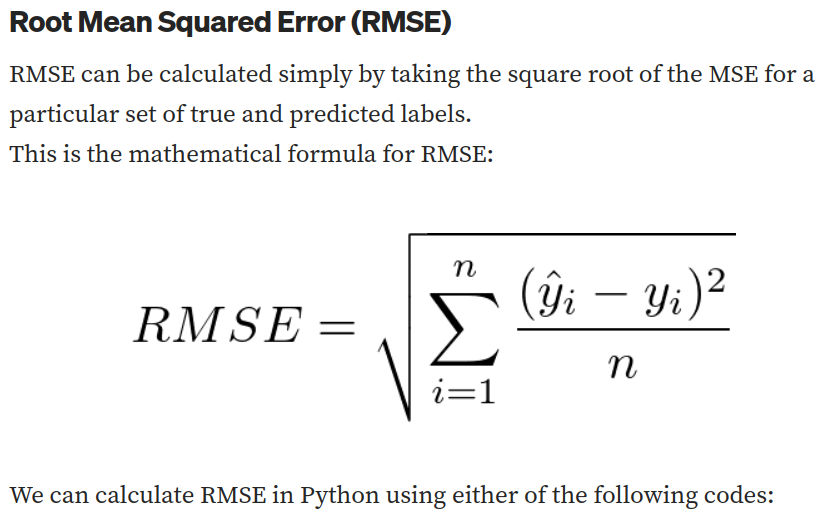 Root Mean Squared Error (RMSE)
RMSE can be calculated simply by taking the square root of the MSE for a
particular set of true and predicted labels.
This is the mathematical formula for RMSE:
$RMSE = \sqrt{\sum_{i=1}^{n} \frac{(\hat{y}_i - y_i)^2}{n}}$
We can calculate RMSE in Python using either of the following codes: